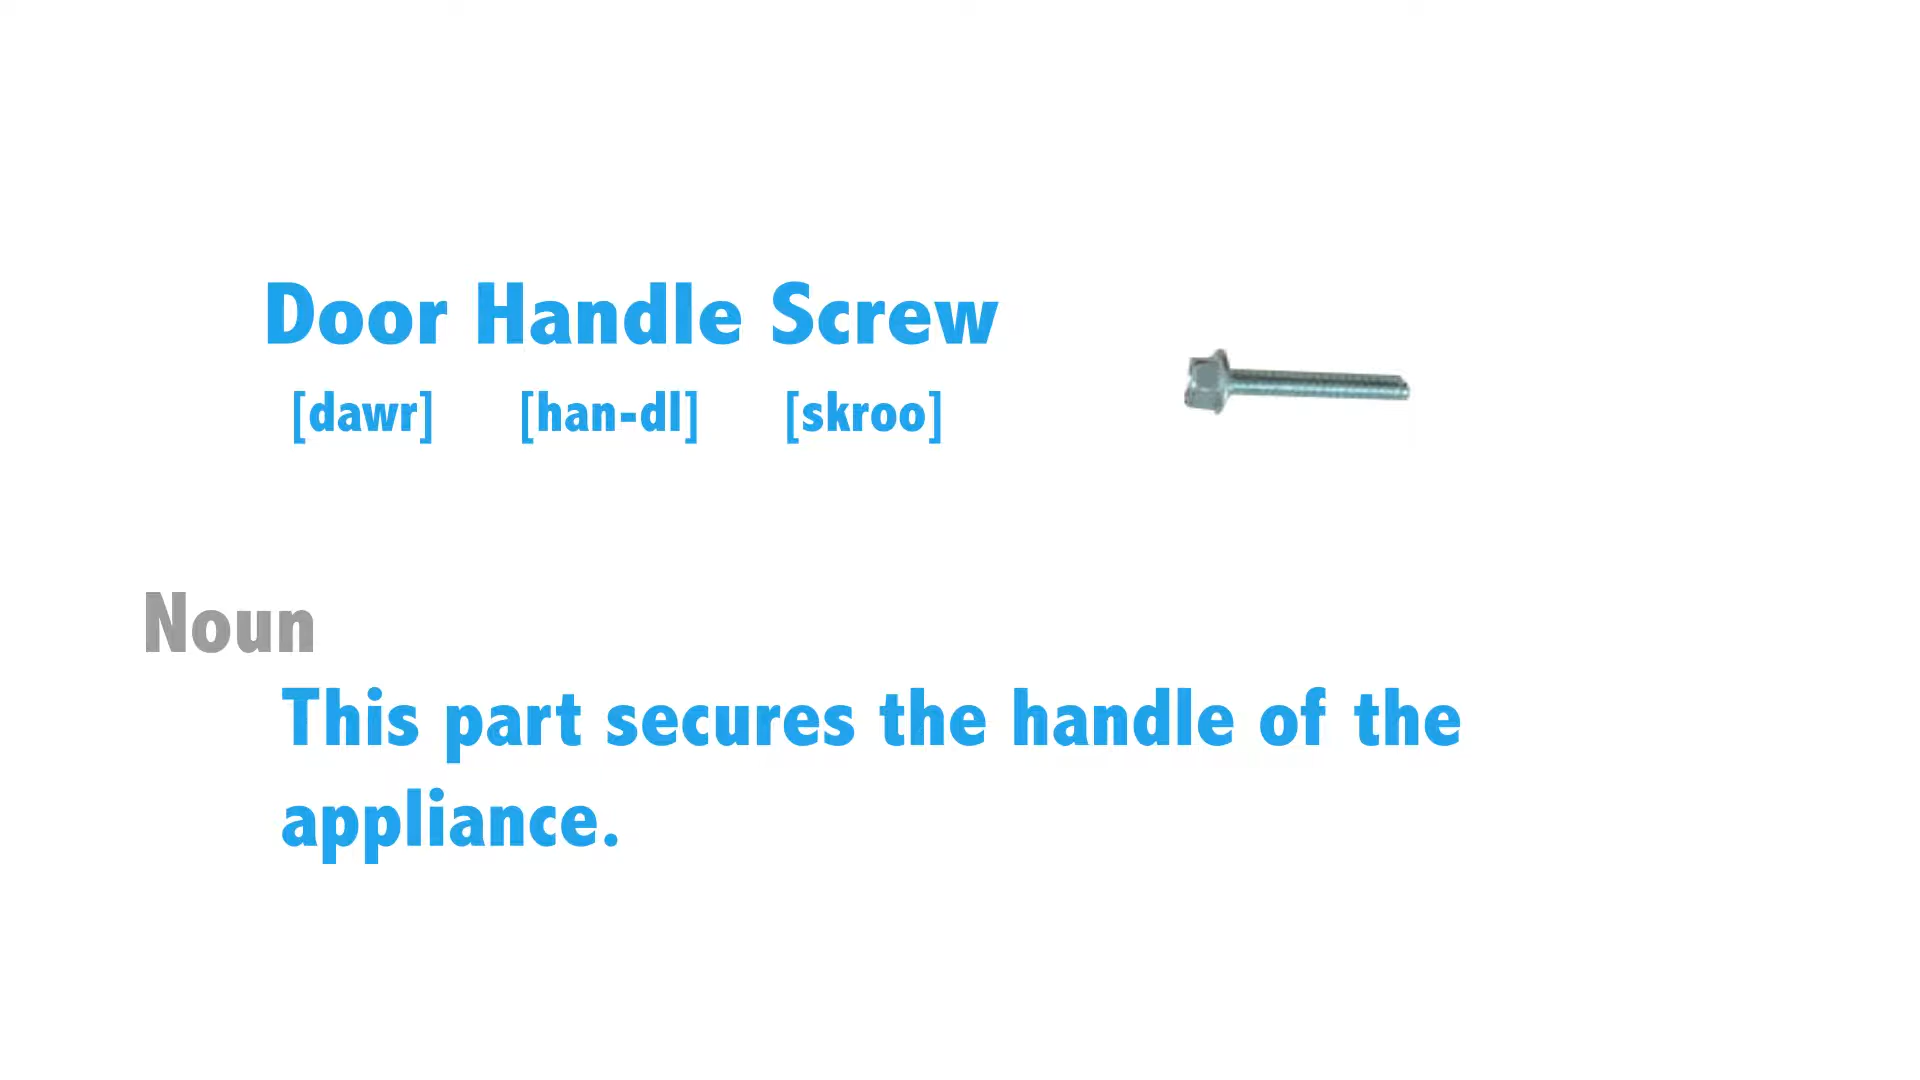 Door Handle Screw
[dawr] [han-dl] [skroo]
Noun
This part secures the handle of the
appliance.